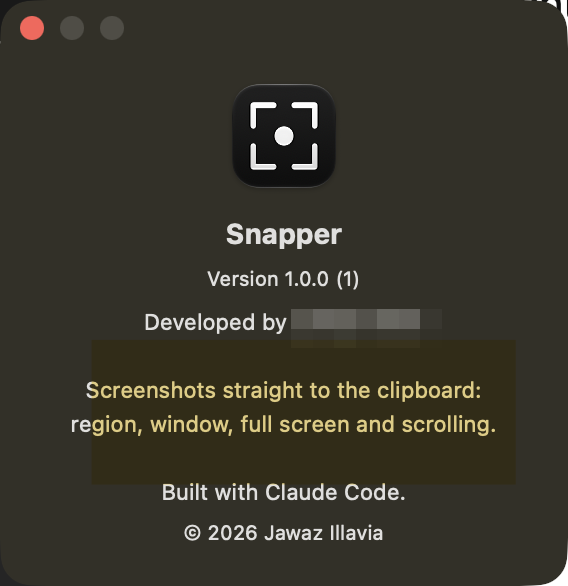 Snapper
Version 1.0.0 (1)
Developed by
Screenshots straight to the clipboard:
region, window, full screen and scrolling.
Built with Claude Code.
© 2026 Jawaz Illavia